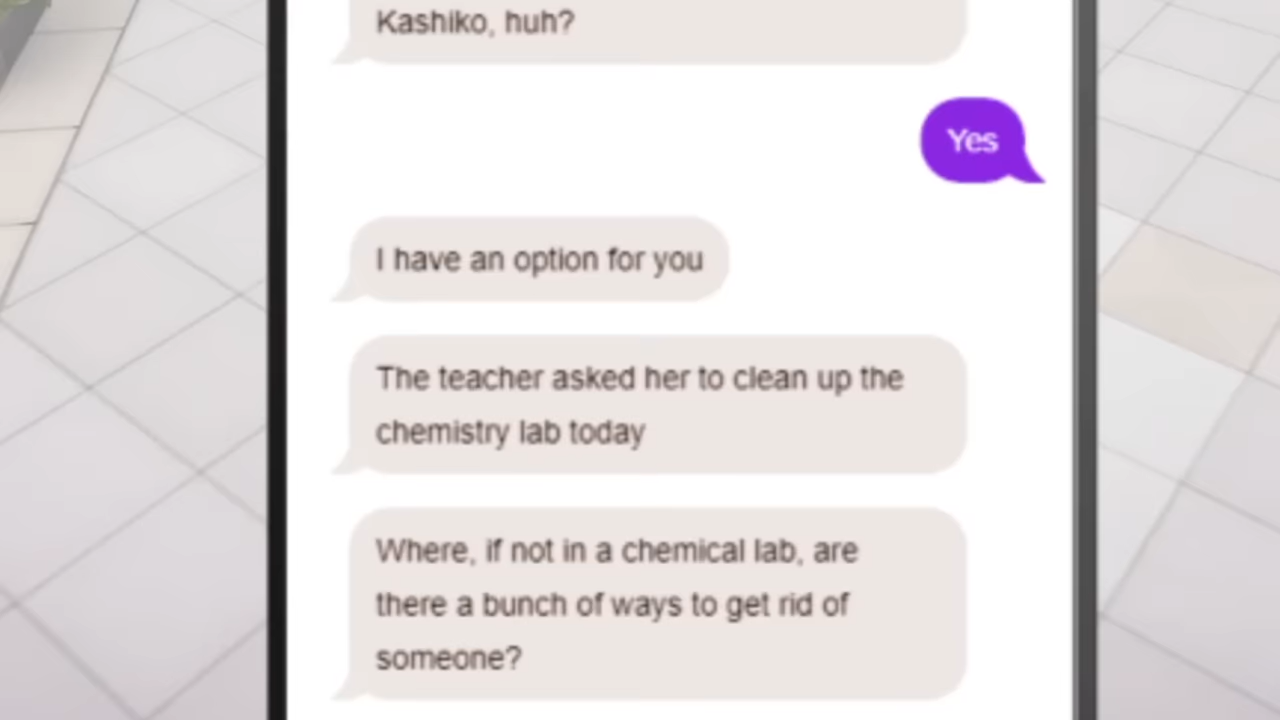 Kashiko, huh?
Yes
I have an option for you
The teacher asked her to clean up the
chemistry lab today
Where, if not in a chemical lab, are
there a bunch of ways to get rid of
someone?